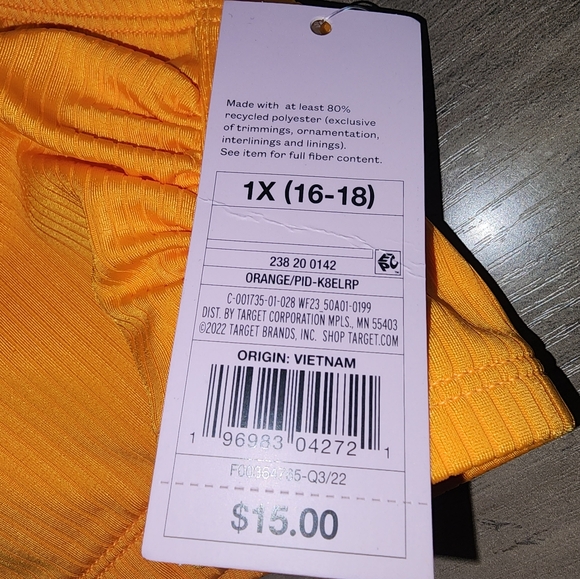 Made with at least 80%
recycled polyester (exclusive
of trimmings, ornamentation,
interlinings and linings).
See item for full fiber content.
1X (16-18)
238 20 0142
ORANGE/PID-K8ELRP
C-001735-01-028 WF23 50A01-0199
DIST. BY TARGET CORPORATION MPLS., MN 55403
©2022 TARGET BRANDS, INC. SHOP TARGET.COM
ORIGIN: VIETNAM
1 96983 04272 1
$15.00